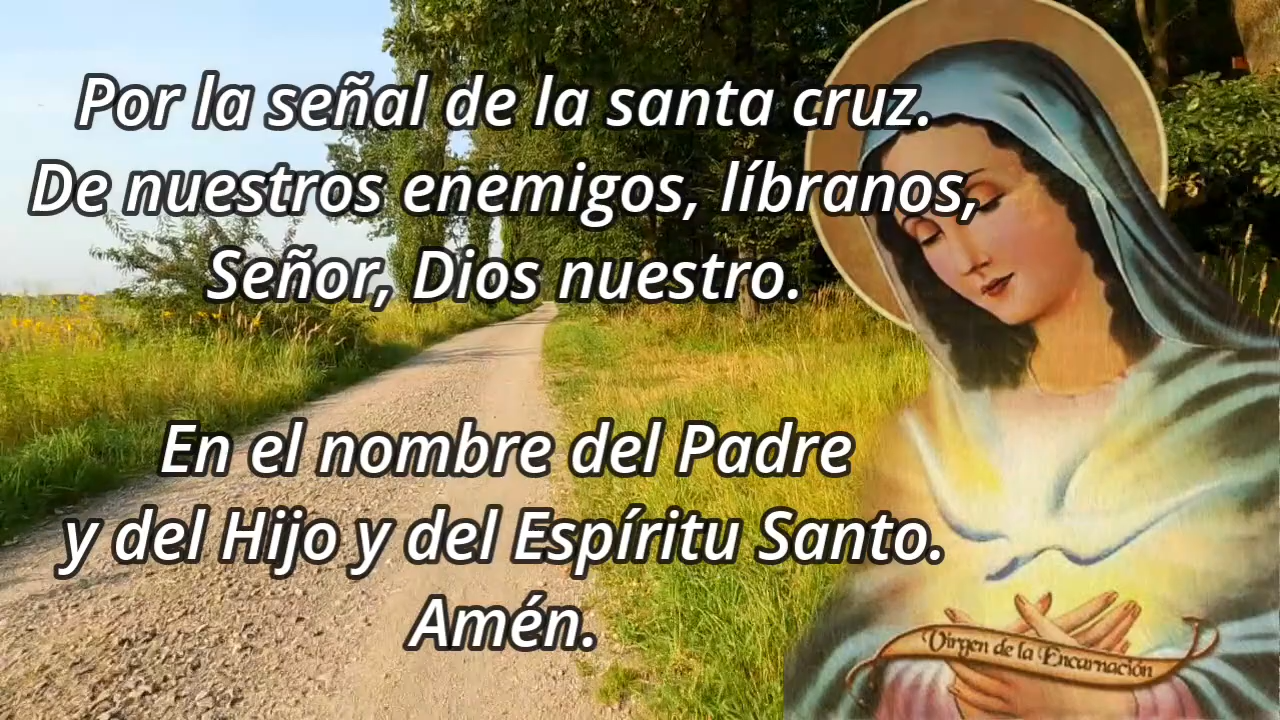 Por la señal de la santa cruz.
De nuestros enemigos, líbranos,
Señor, Dios nuestro.
En el nombre del Padre
y del Hijo y del Espíritu Santo.
Amén.
Virgen de la Encarnación